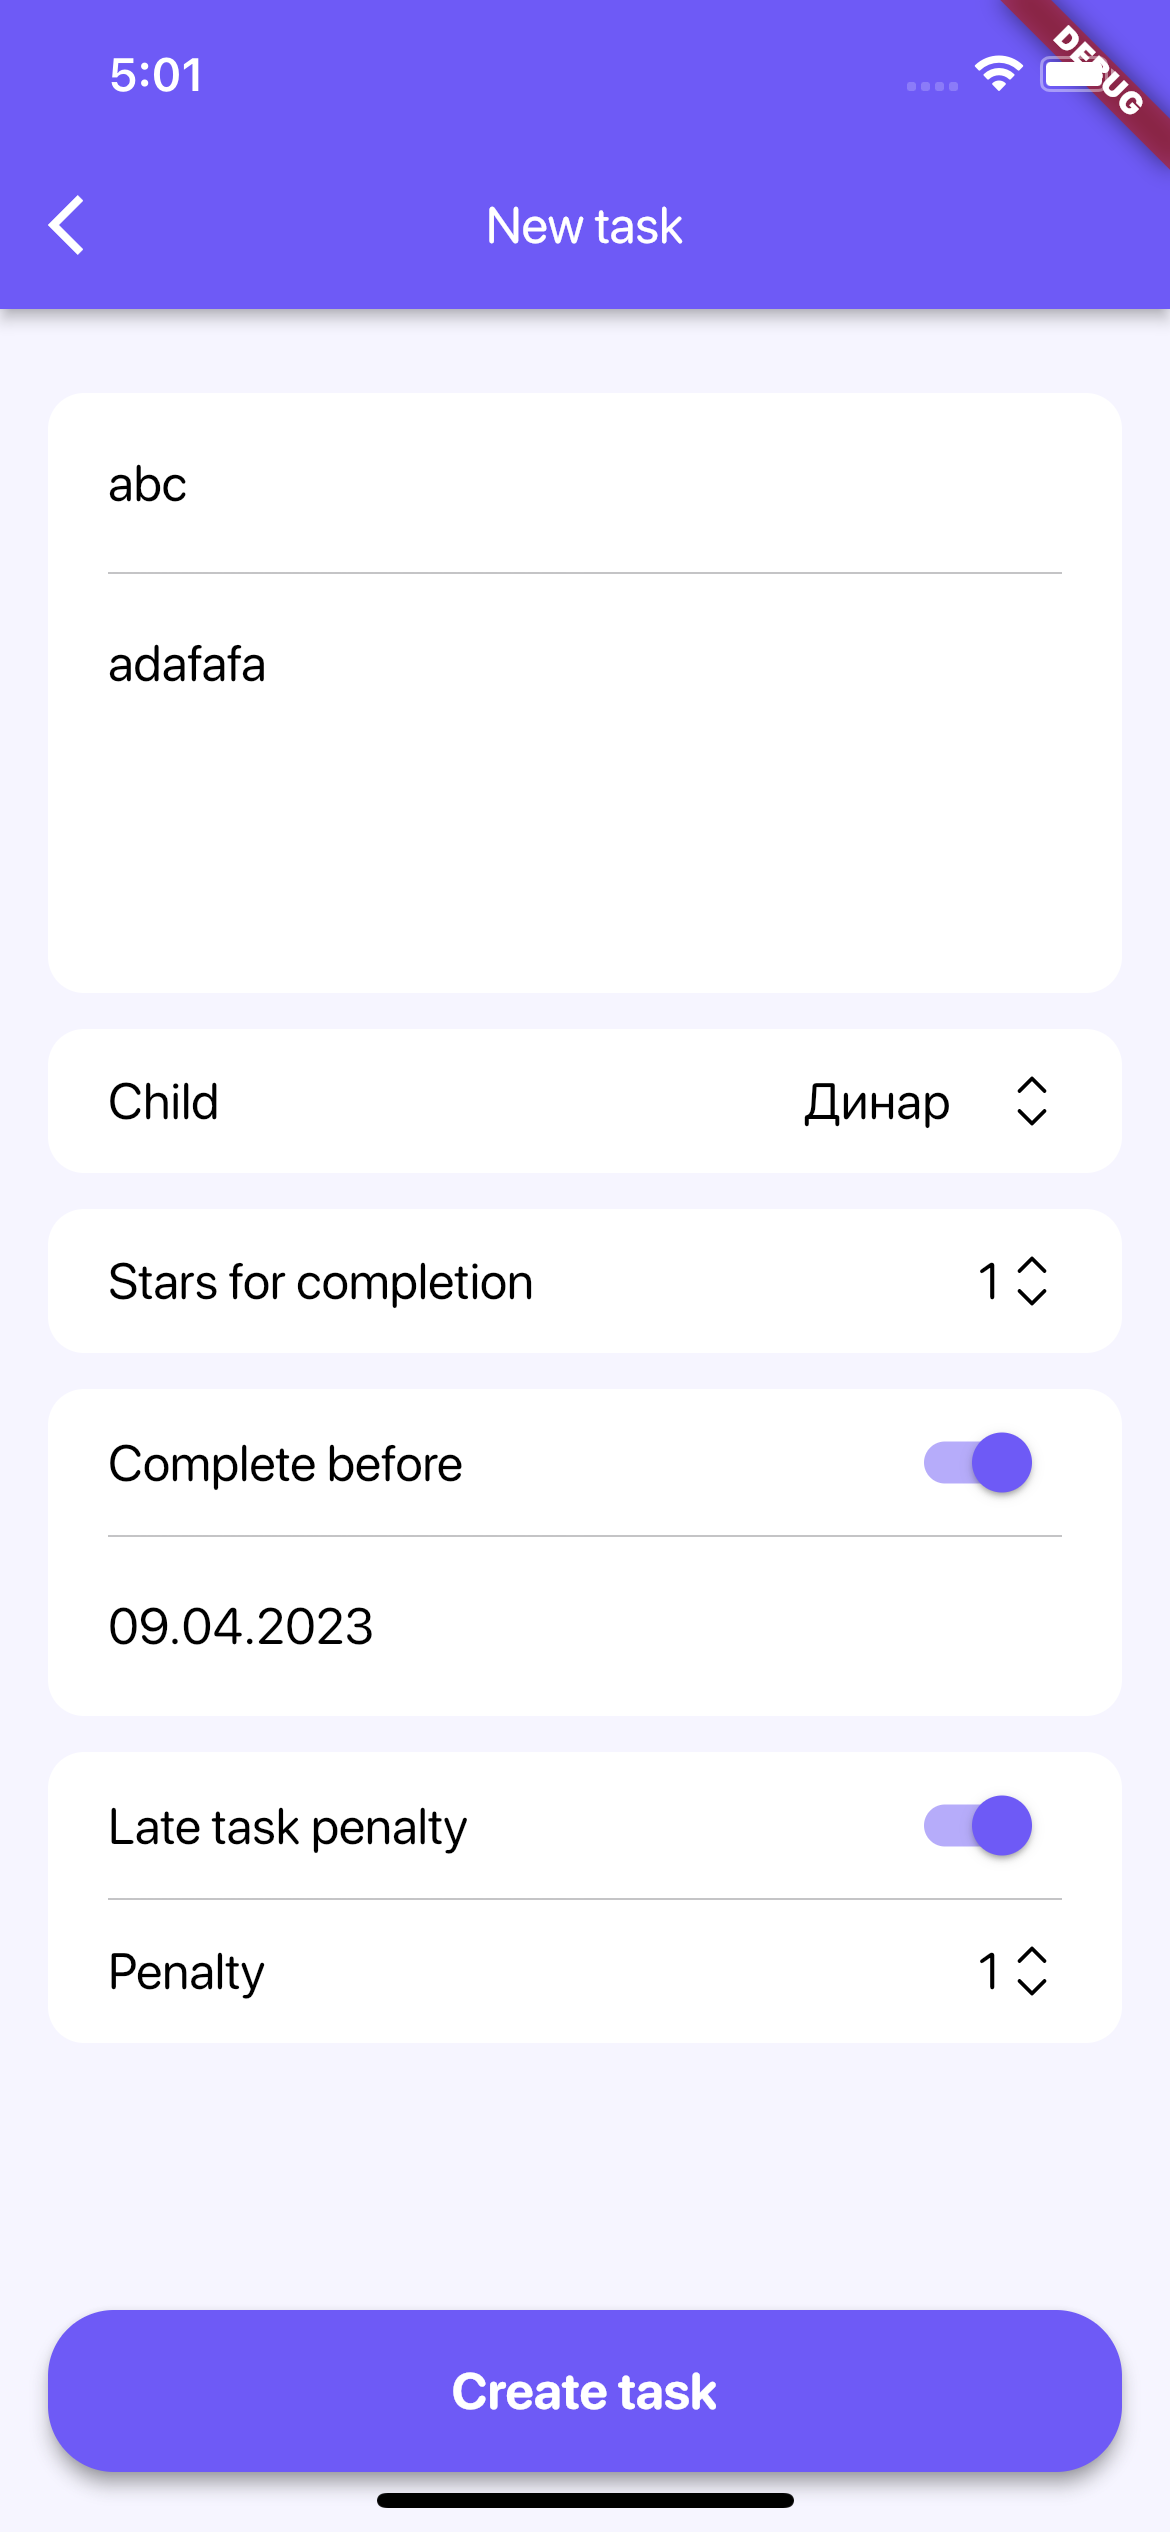 5:01
DEBUG
New task
abc
adafafa
Child
Динар
Stars for completion
1
Complete before
09.04.2023
Late task penalty
Penalty
1
Create task